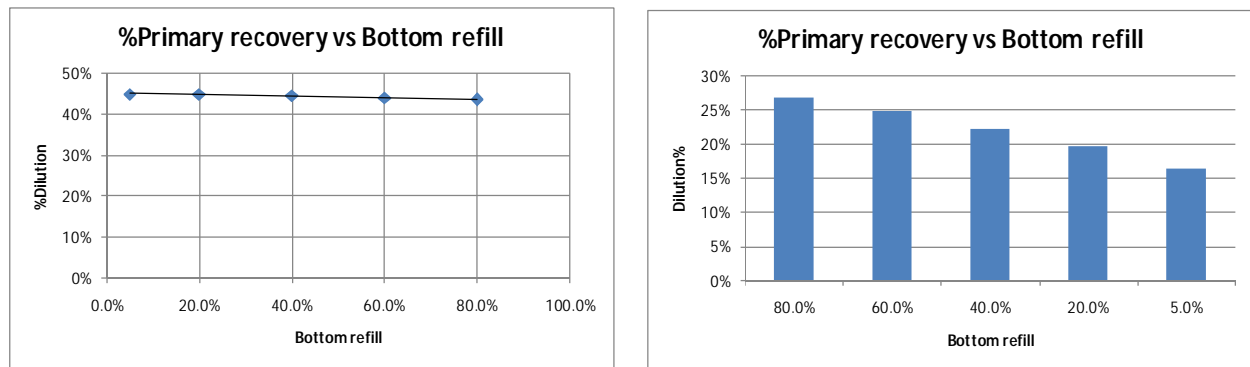 %Primary recovery vs Bottom refill
%Dilution
50%
40%
30%
20%
10%
0%
0.0% 20.0% 40.0% 60.0% 80.0% 100.0%
Bottom refill
%Primary recovery vs Bottom refill
Dilution%
30%
25%
20%
15%
10%
5%
0%
80.0% 60.0% 40.0% 20.0% 5.0%
Bottom refill